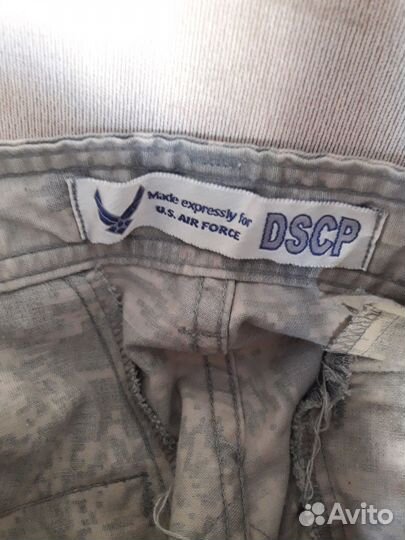 Made expressly for
U.S. AIR FORCE
DSCP
Avito